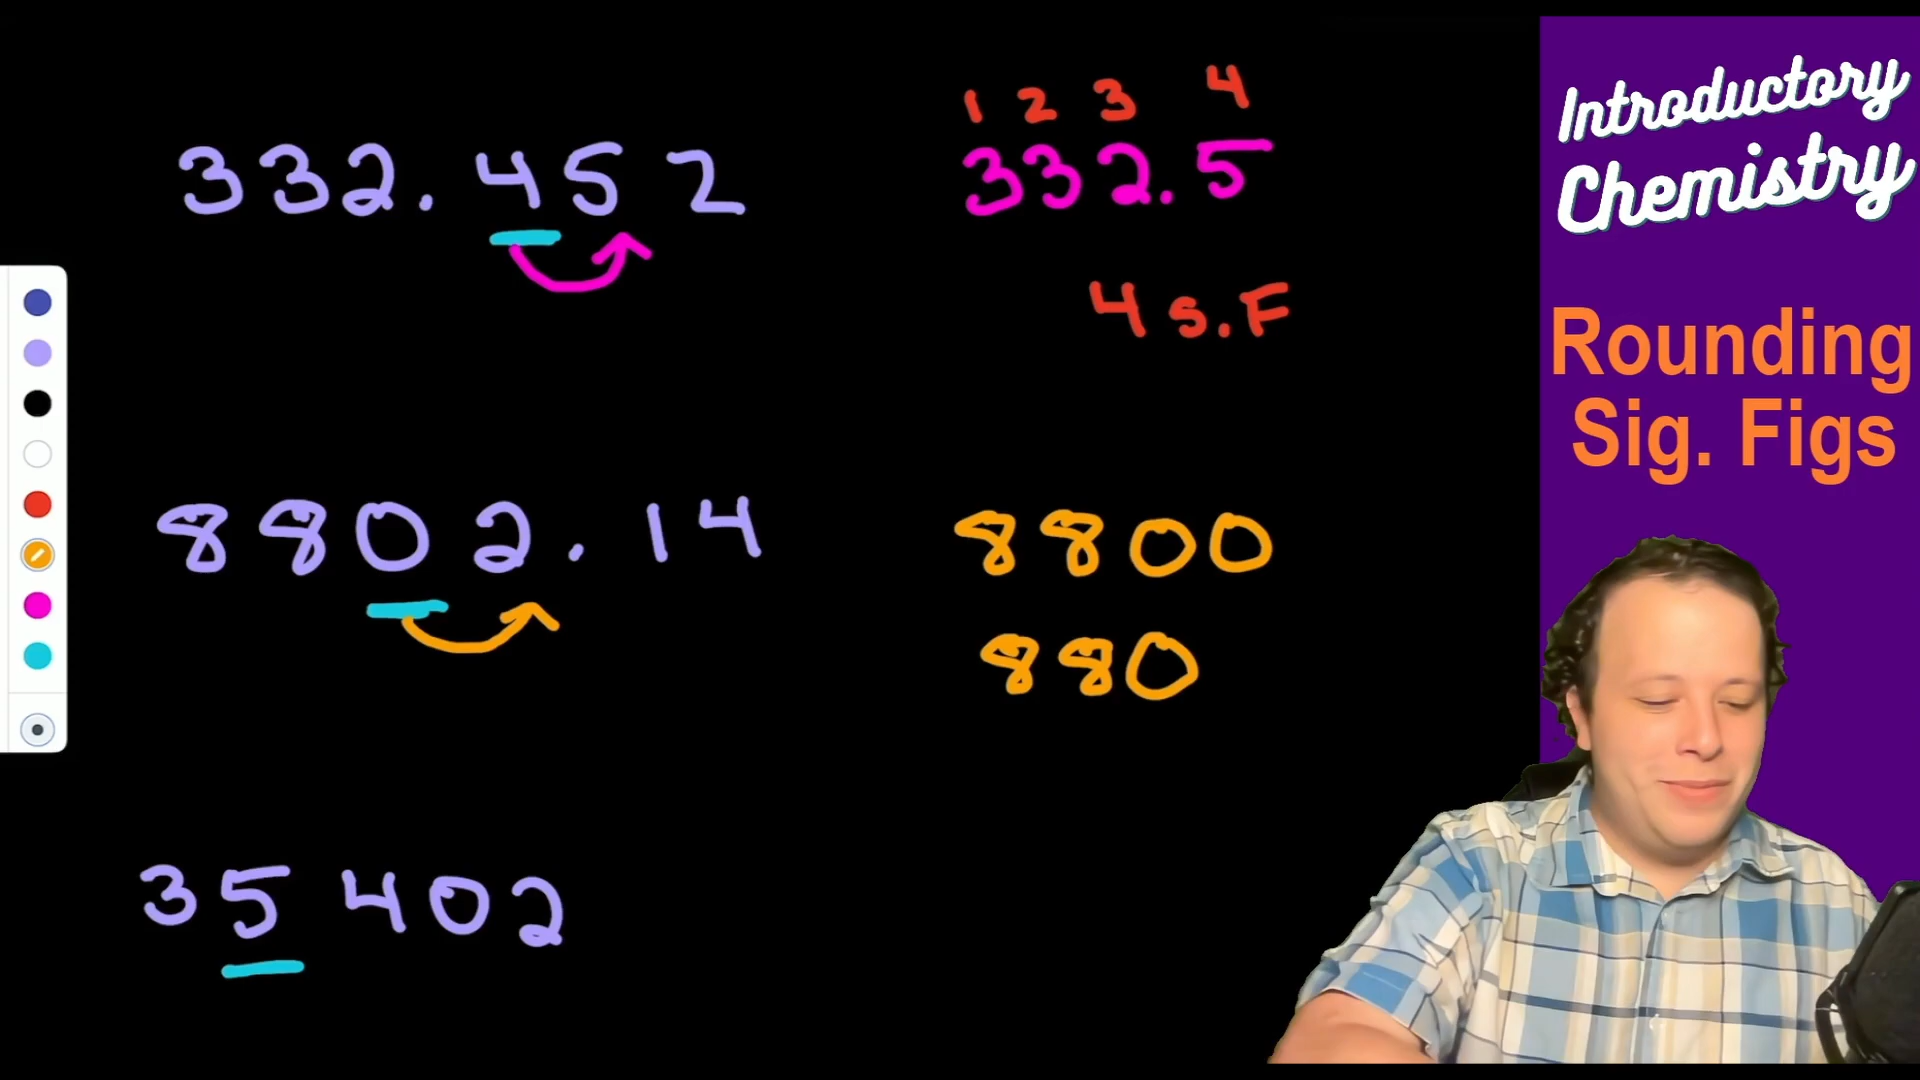 1 2 3 4
332.452
332.5
4 S.F
8802.14
8800
880
35402
Introductory
Chemistry
Rounding
Sig. Figs